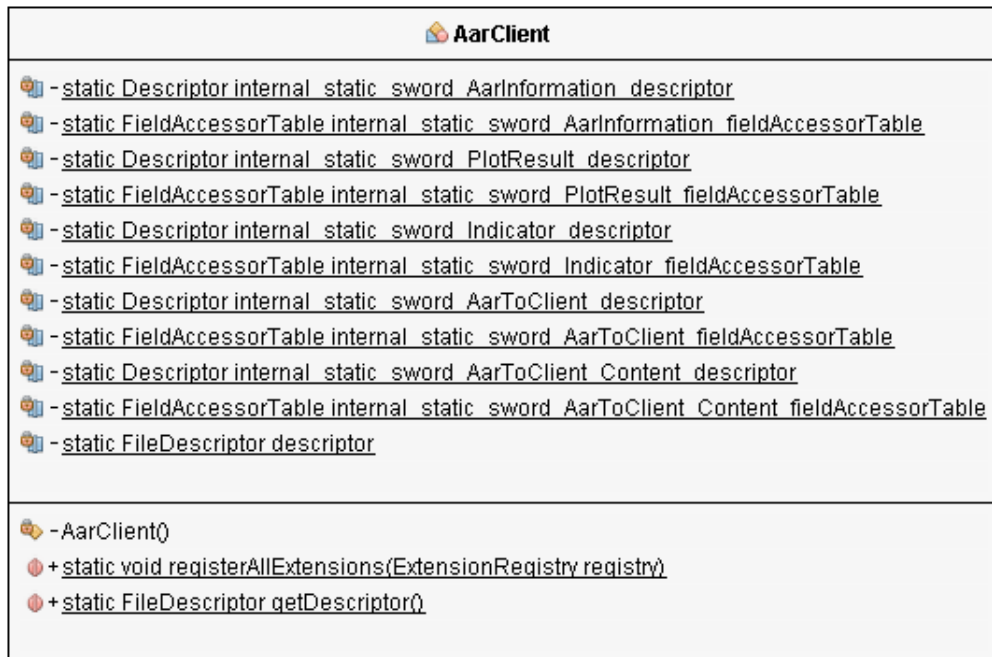 AarClient
- static Descriptor internal_static_sword_AarInformation_descriptor
- static FieldAccessorTable internal_static_sword_AarInformation_fieldAccessorTable
- static Descriptor internal_static_sword_PlotResult_descriptor
- static FieldAccessorTable internal_static_sword_PlotResult_fieldAccessorTable
- static Descriptor internal_static_sword_Indicator_descriptor
- static FieldAccessorTable internal_static_sword_Indicator_fieldAccessorTable
- static Descriptor internal_static_sword_AarToClient_descriptor
- static FieldAccessorTable internal_static_sword_AarToClient_fieldAccessorTable
- static Descriptor internal_static_sword_AarToClient_Content_descriptor
- static FieldAccessorTable internal_static_sword_AarToClient_Content_fieldAccessorTable
- static FileDescriptor descriptor
- AarClient()
+ static void registerAllExtensions(ExtensionRegistry registry)
+ static FileDescriptor getDescriptor()